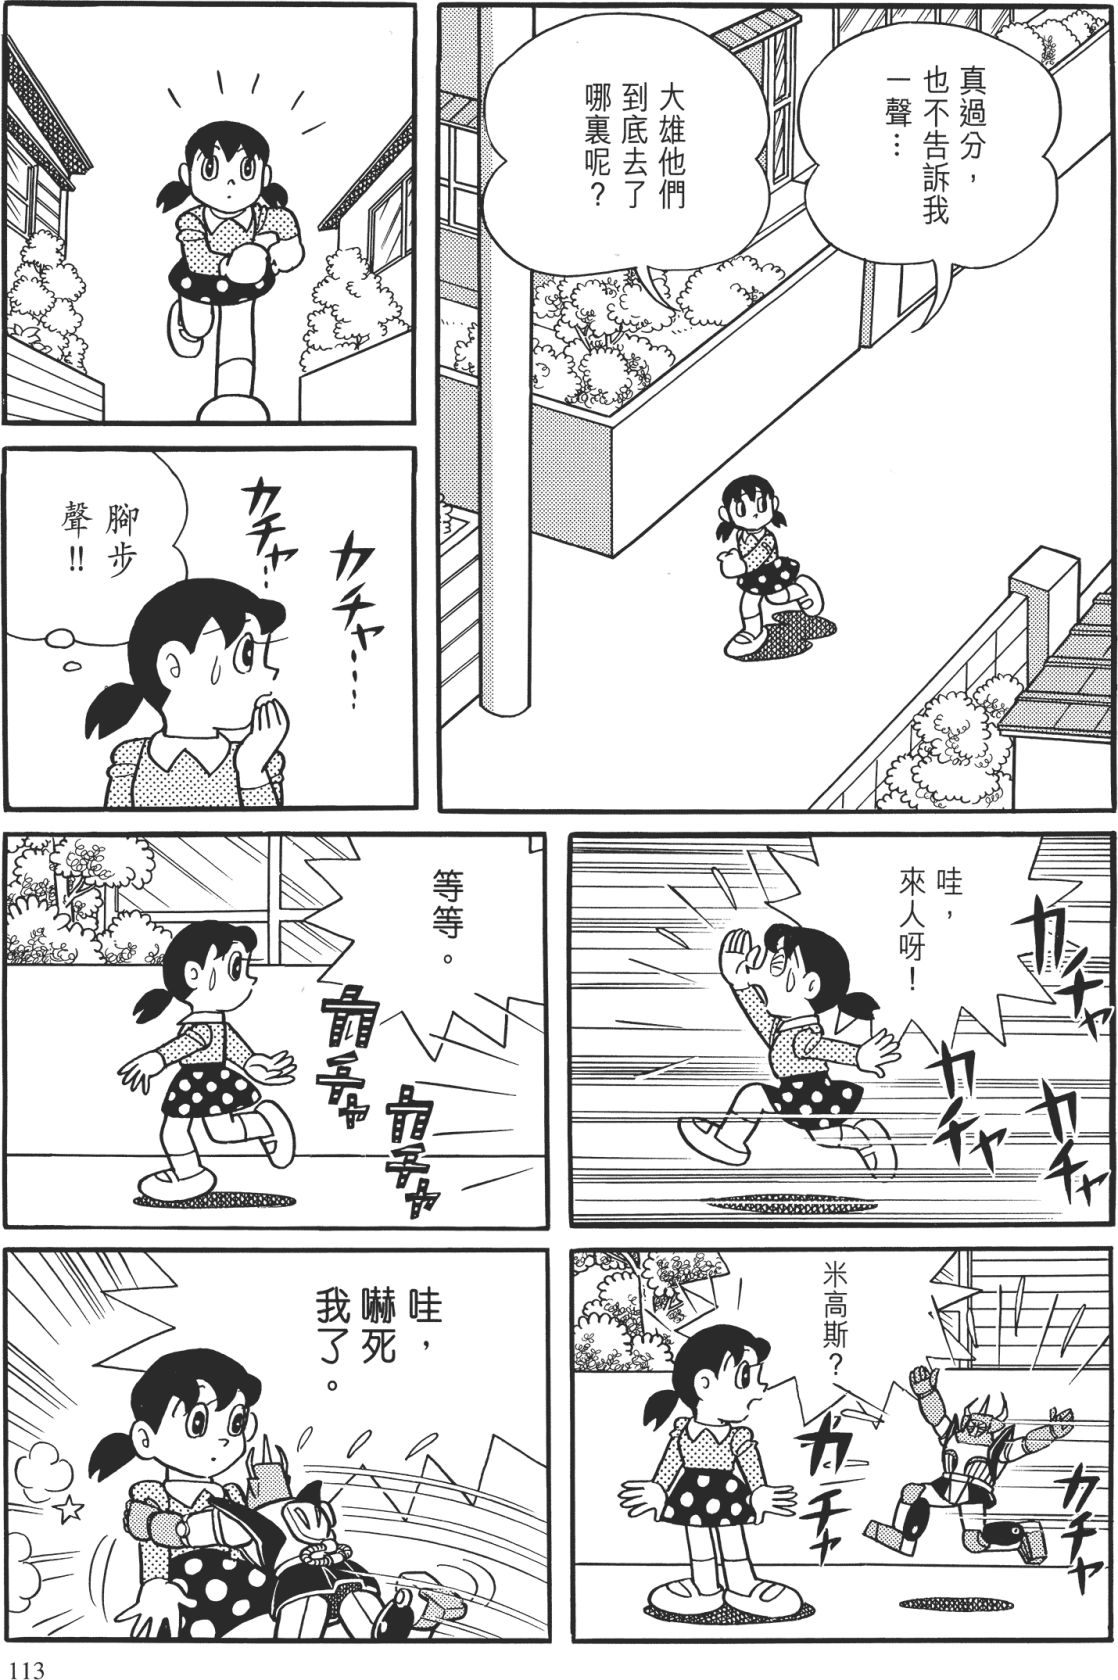 真過分，
也不告訴我
一聲…
大雄他們
到底去了
哪裏呢？
カチャ…
カチャ…
腳步
聲!!
哇，
來人呀！
カチャ
カチャ
カチャ
等等。
カチャ
カチャ
米高斯？
カチャ
カチャ
哇，
嚇死
我了。
113